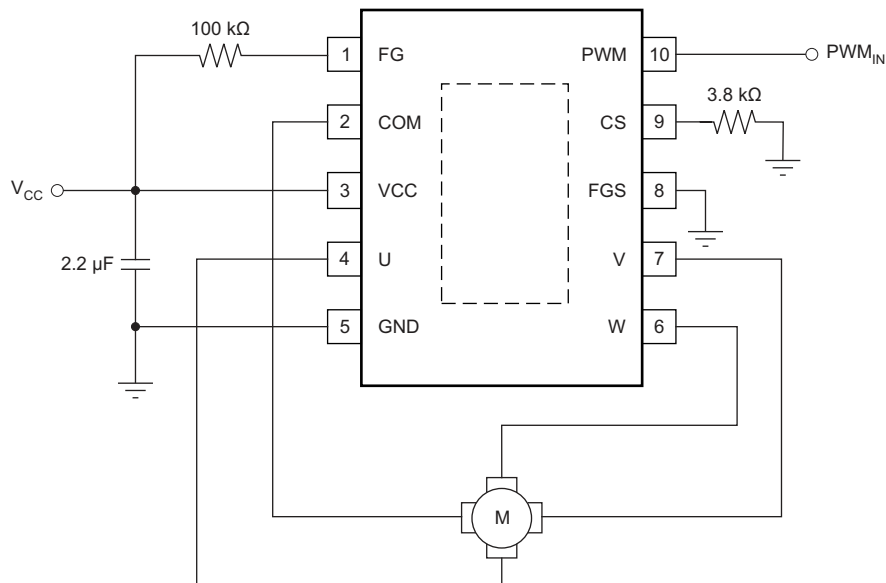 100 kΩ
1 FG PWM 10 PWM_IN
3.8 kΩ
2 COM CS 9
V_CC 3 VCC FGS 8
2.2 µF 4 U V 7
5 GND W 6
M